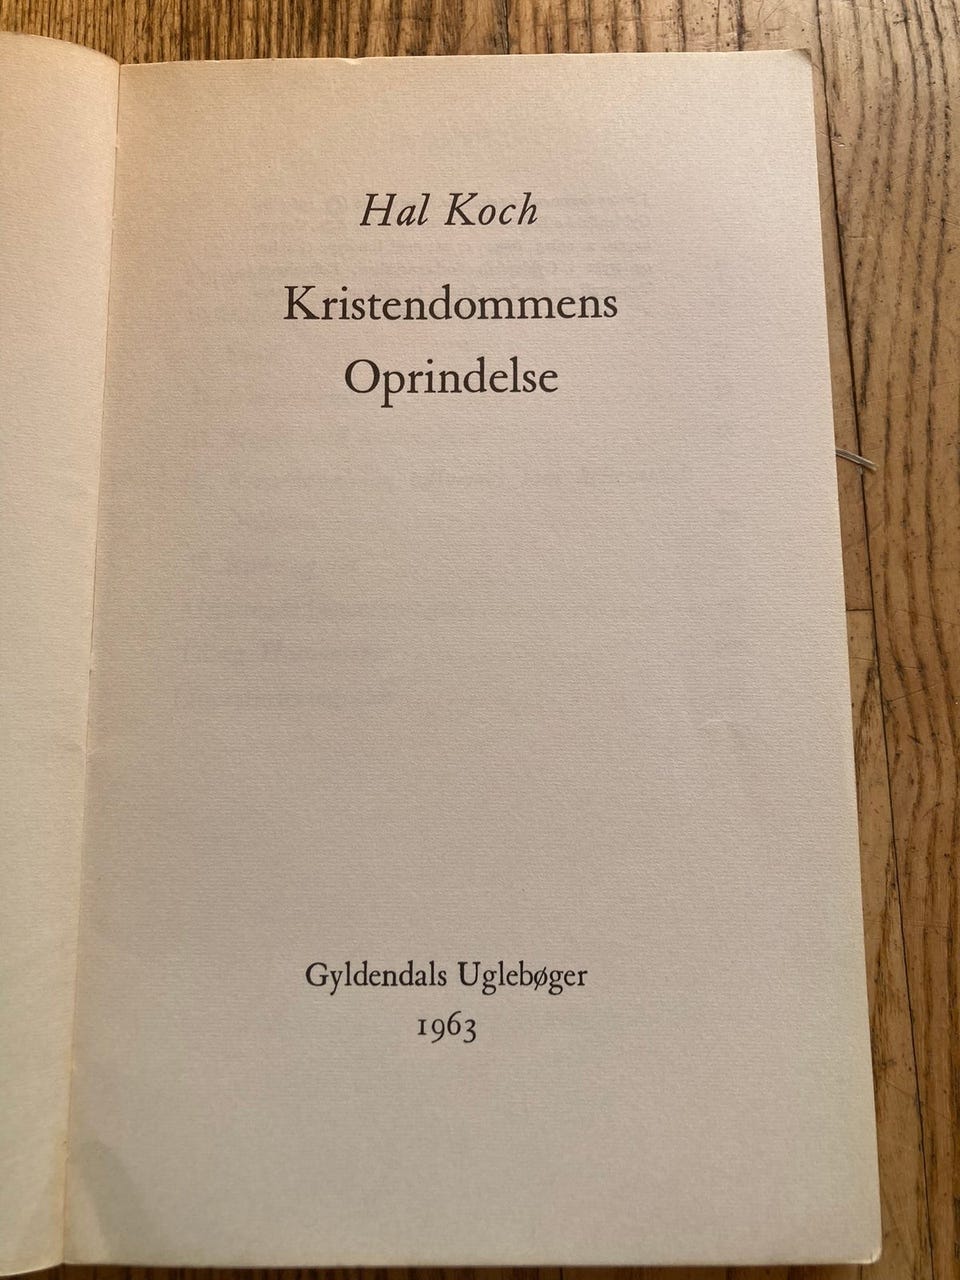 Hal Koch
Kristendommens
Oprindelse
Gyldendals Uglebøger
1963